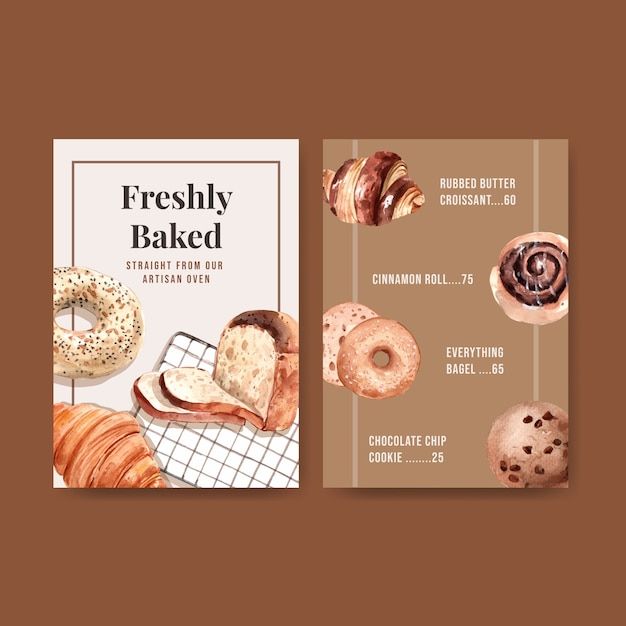 Freshly
Baked
STRAIGHT FROM OUR
ARTISAN OVEN
RUBBED BUTTER
CROISSANT....60
CINNAMON ROLL....75
EVERYTHING
BAGEL ....65
CHOCOLATE CHIP
COOKIE ........25